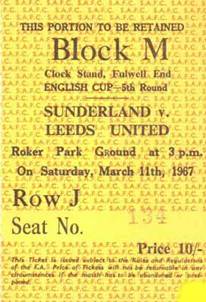 THIS PORTION TO BE RETAINED
Block M
Clock Stand, Fulwell End
ENGLISH CUP—5th Round
SUNDERLAND v.
LEEDS UNITED
Roker Park Ground at 3 p.m.
On Saturday, March 11th, 1967
Row J
134
Seat No.
Price 10/-
This Ticket is issued subject to the Rules and Regulations
of the F.A. Price of Tickets will not be returnable in any
circumstances if the match has to be abandoned or